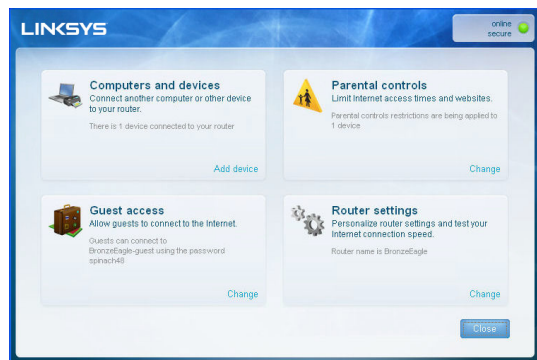 LINKSYS
online
secure
Computers and devices
Connect another computer or other device
to your router.
There is 1 device connected to your router
Add device
Parental controls
Limit Internet access times and websites.
Parental controls restrictions are being applied to
1 device
Change
Guest access
Allow guests to connect to the Internet.
Guests can connect to
BronzeEagle-guest using the password
spinach48
Change
Router settings
Personalize router settings and test your
Internet connection speed.
Router name is BronzeEagle
Change
Close